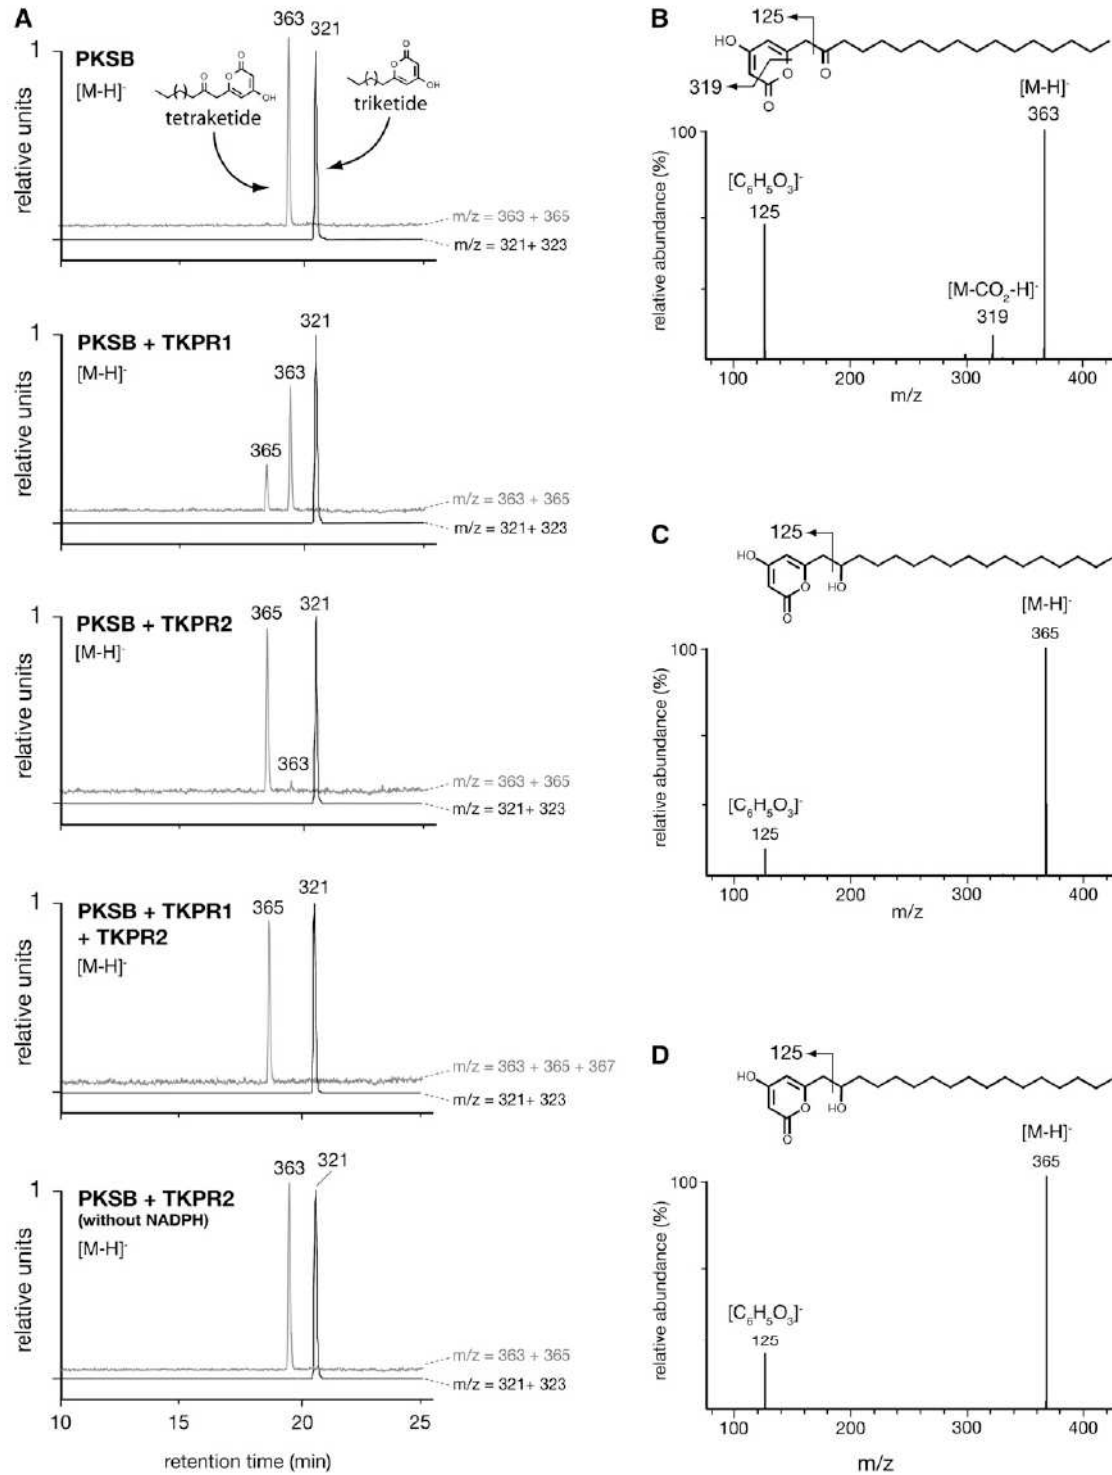 A
363
321
1
PKSB
[M-H]⁻
relative units
O
O
O
OH
tetraketide
O
O
OH
triketide
m/z = 363 + 365
m/z = 321+ 323
10
321
1
PKSB + TKPR1
[M-H]⁻
363
365
relative units
m/z = 363 + 365
m/z = 321+ 323
321
1
PKSB + TKPR2
[M-H]⁻
365
363
relative units
m/z = 363 + 365
m/z = 321+ 323
321
1
PKSB + TKPR1
+ TKPR2
[M-H]⁻
365
relative units
m/z = 363 + 365 + 367
m/z = 321+ 323
321
363
1
PKSB + TKPR2
(without NADPH)
[M-H]⁻
relative units
m/z = 363 + 365
m/z = 321+ 323
10
15
20
25
retention time (min)
B
125
HO
O
O
O
319
[M-H]⁻
363
100
[C₆H₅O₃]⁻
125
[M-CO₂-H]⁻
319
relative abundance (%)
100
200
300
400
m/z
C
125
HO
O
HO
O
[M-H]⁻
365
100
[C₆H₅O₃]⁻
125
relative abundance (%)
100
200
300
400
m/z
D
125
HO
O
HO
O
[M-H]⁻
365
100
[C₆H₅O₃]⁻
125
relative abundance (%)
100
200
300
400
m/z